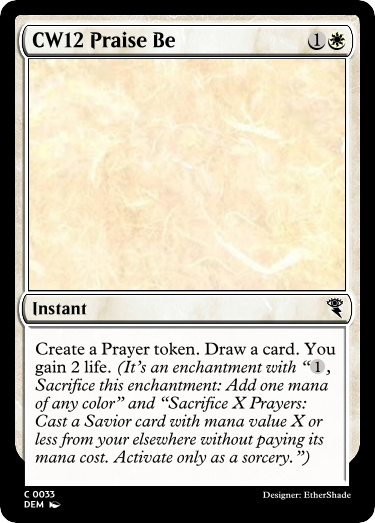 CW12 Praise Be 1
Instant
Create a Prayer token. Draw a card. You
gain 2 life. (It's an enchantment with “1,
Sacrifice this enchantment: Add one mana
of any color” and “Sacrifice X Prayers:
Cast a Savior card with mana value X or
less from your elsewhere without paying its
mana cost. Activate only as a sorcery.”)
C 0033
DEM
Designer: EtherShade